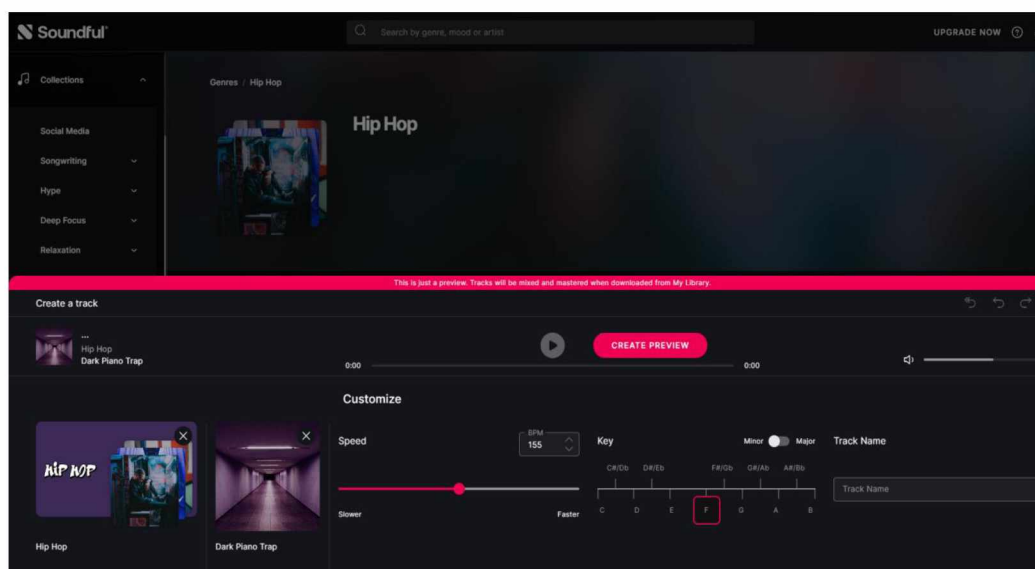 Soundful
Search by genre, mood or artist
UPGRADE NOW
Collections
Genres / Hip Hop
Hip Hop
Social Media
Songwriting
Hype
Deep Focus
Relaxation
This is just a preview. Tracks will be mixed and mastered when downloaded from My Library.
Create a track
...
Hip Hop
Dark Piano Trap
0:00
CREATE PREVIEW
0:00
Customize
Speed
BPM
155
Key
Minor
Major
Track Name
C#/Db D#/Eb F#/Gb G#/Ab A#/Bb
C D E F G A B
Track Name
Slower
Faster
HIP HOP
Hip Hop
Dark Piano Trap